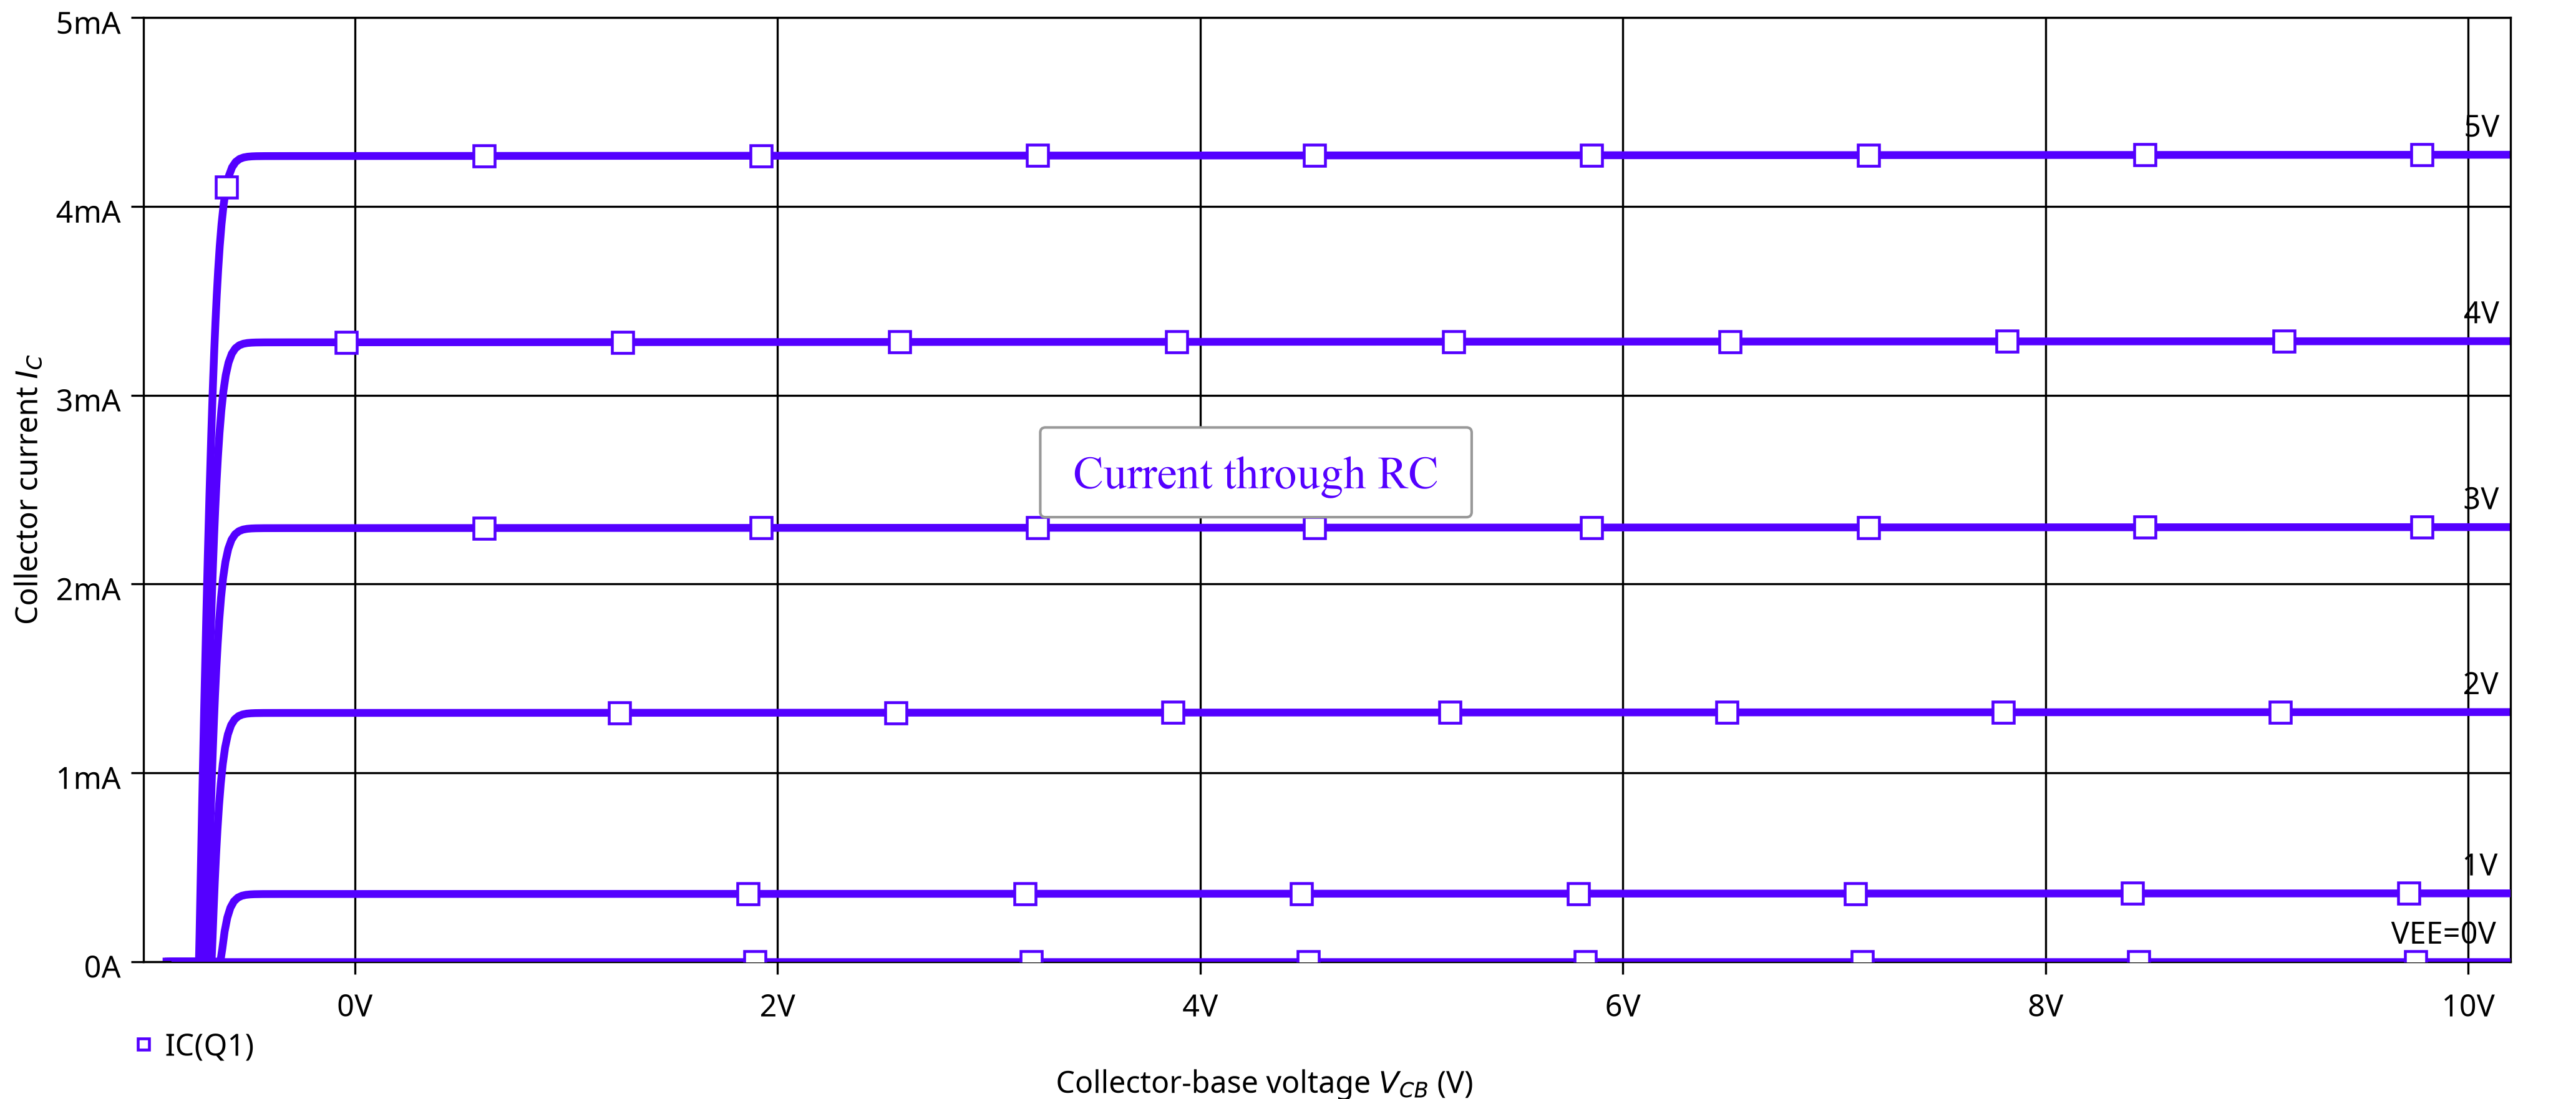 5mA
4mA
3mA
2mA
1mA
0A
Collector current I_C
5V
4V
Current through RC
3V
2V
1V
VEE=0V
0V 2V 4V 6V 8V 10V
IC(Q1)
Collector-base voltage V_CB (V)